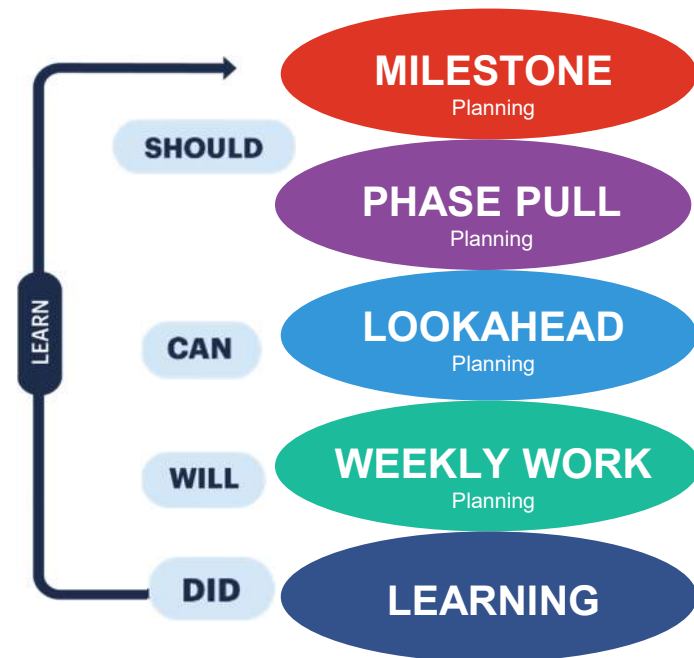 MILESTONE
Planning
SHOULD
PHASE PULL
Planning
LEARN
CAN
LOOKAHEAD
Planning
WILL
WEEKLY WORK
Planning
DID
LEARNING